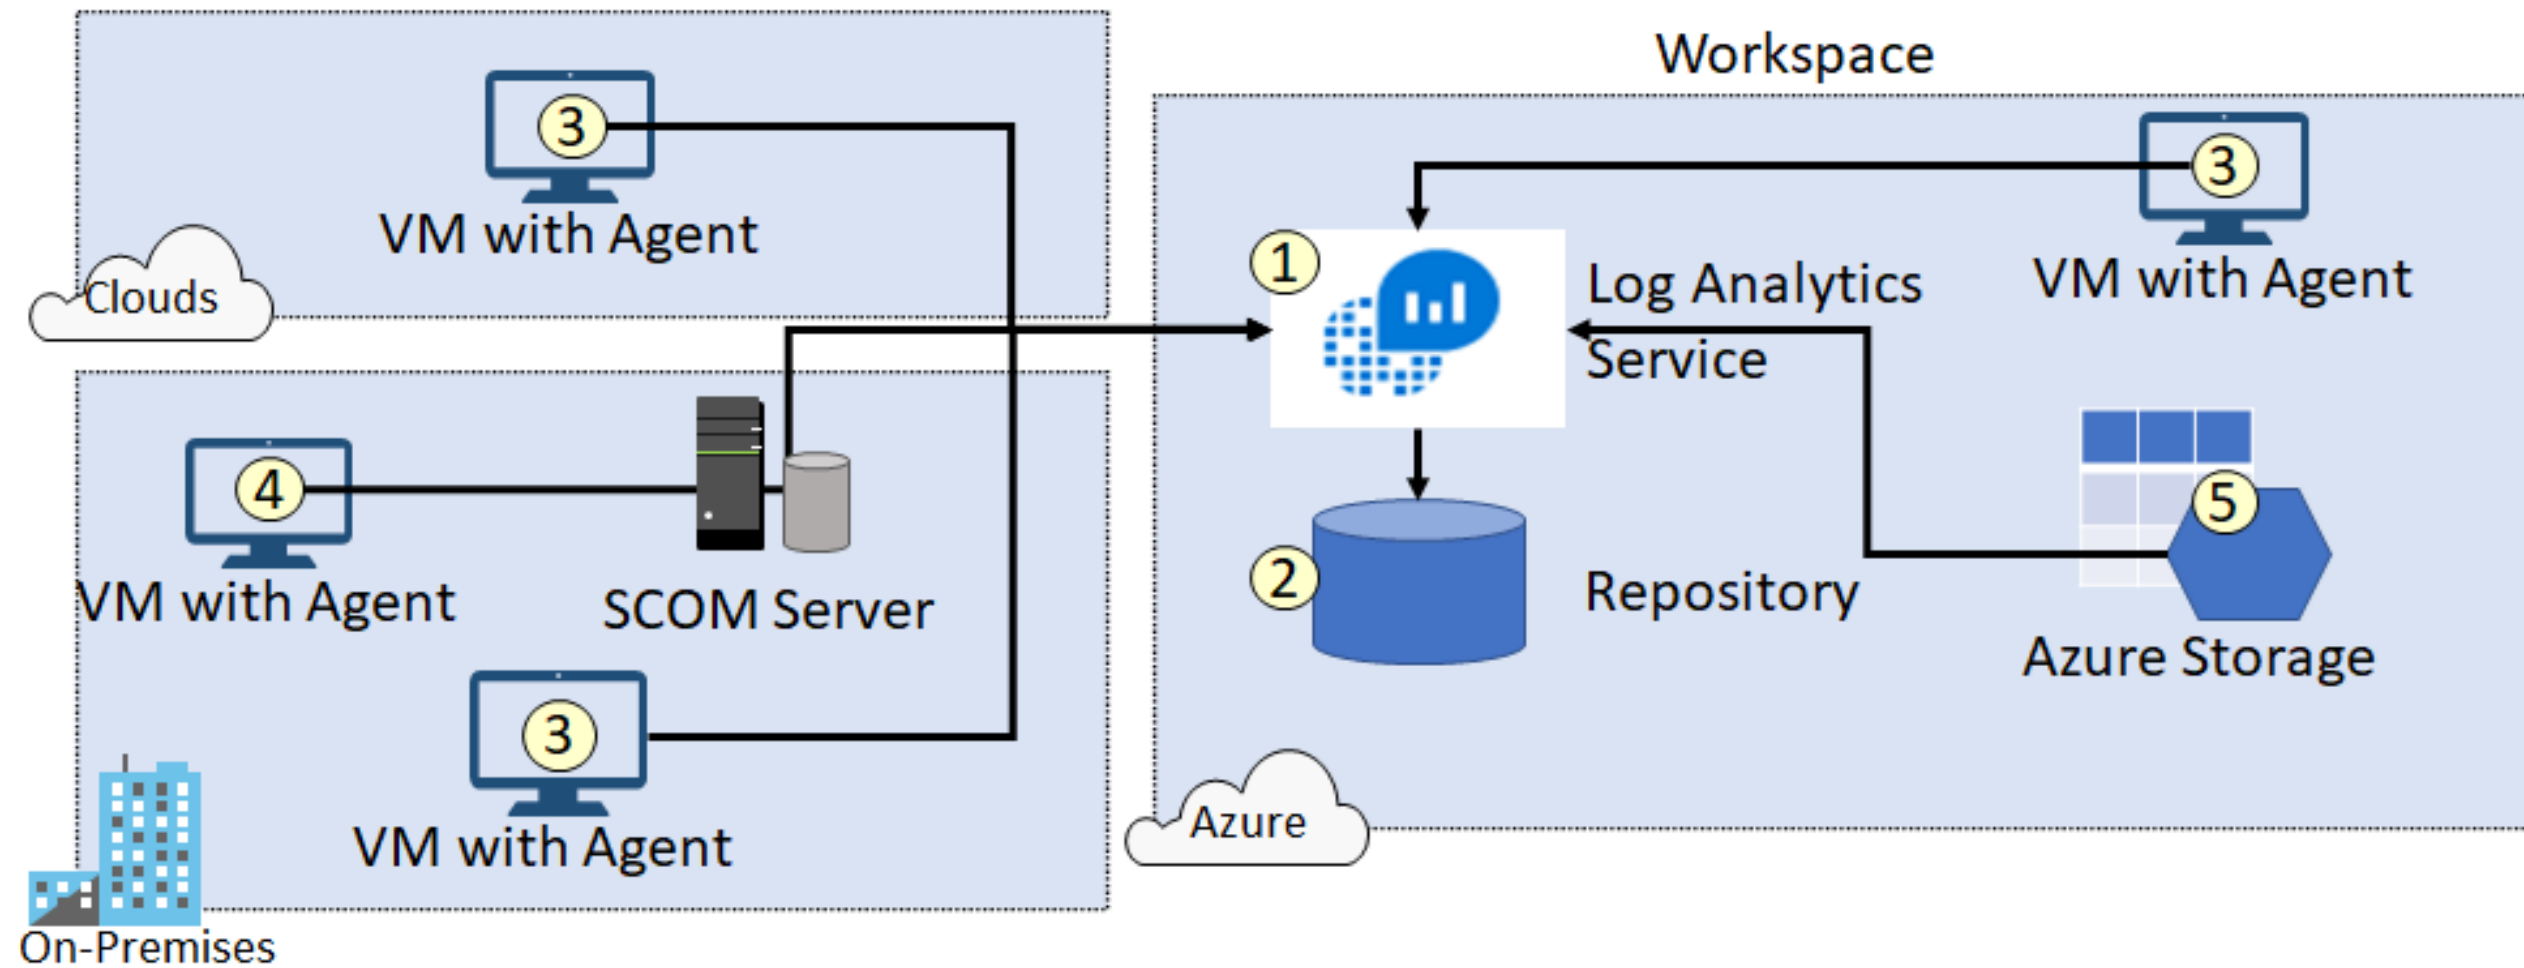 Workspace
3
VM with Agent
Clouds
3
VM with Agent
1
Log Analytics
Service
4
VM with Agent
SCOM Server
2
Repository
5
Azure Storage
3
VM with Agent
Azure
On-Premises